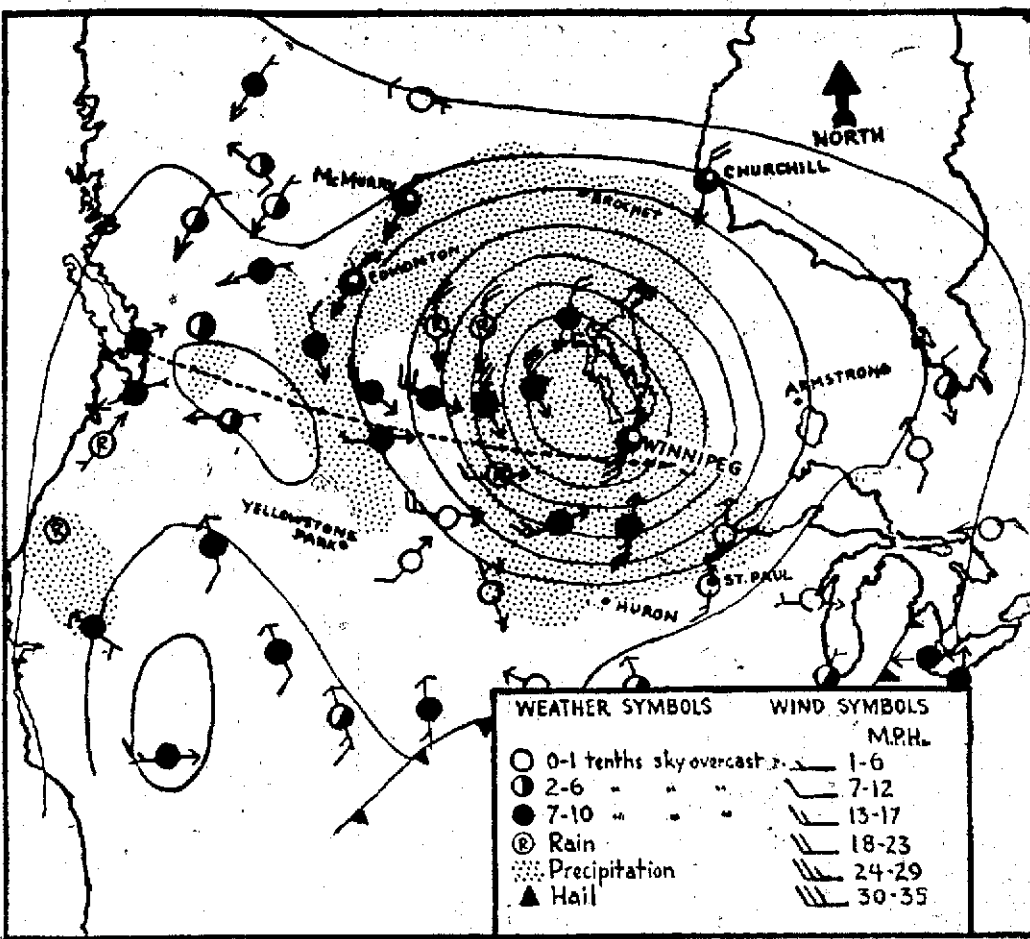 NORTH
CHURCHILL
McMURRY
BROCHET
EDMONTON
R R
ARMSTRONG
R
WINNIPEG
R
YELLOWSTONE
PARK
R
ST. PAUL
HURON
WEATHER SYMBOLS WIND SYMBOLS
M.P.H.
0-1 tenths sky overcast 1-6
2-6 " " " 7-12
7-10 " " " 13-17
R Rain 18-23
Precipitation 24-29
Hail 30-35